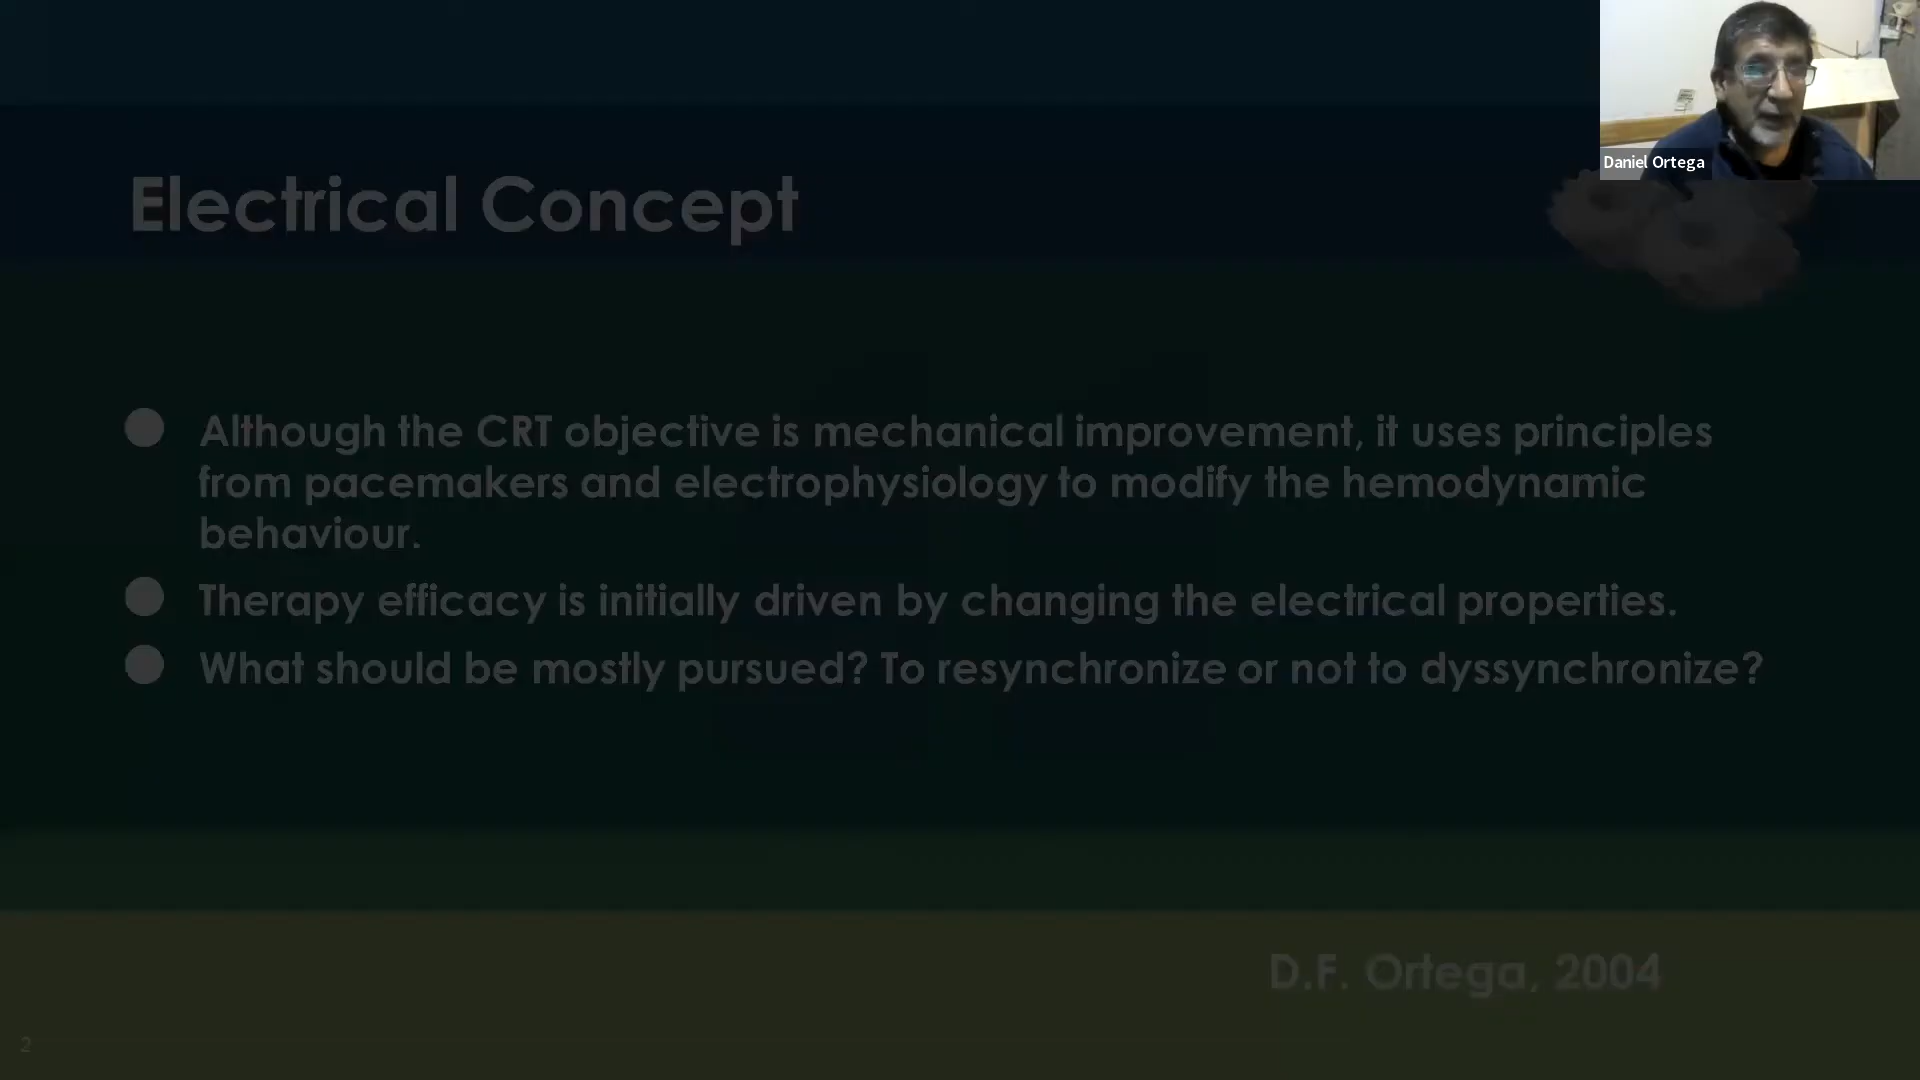 Daniel Ortega
Electrical Concept
Although the CRT objective is mechanical improvement, it uses principles
from pacemakers and electrophysiology to modify the hemodynamic
behaviour.
Therapy efficacy is initially driven by changing the electrical properties.
What should be mostly pursued? To resynchronize or not to dyssynchronize?
D.F. Ortega, 2004
2